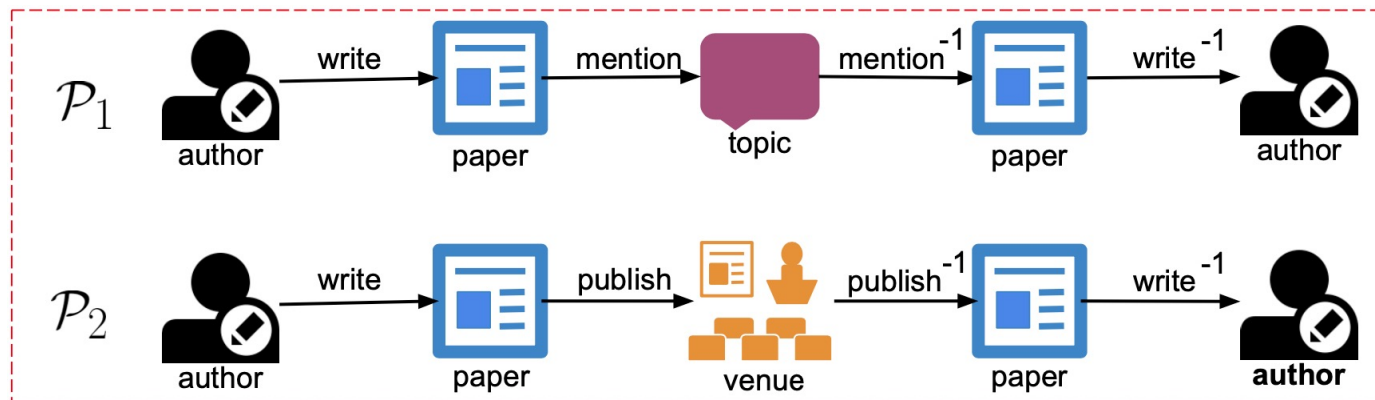 write mention mention^-1 write^-1
𝒫₁
author paper topic paper author
write publish publish^-1 write^-1
𝒫₂
author paper venue paper author